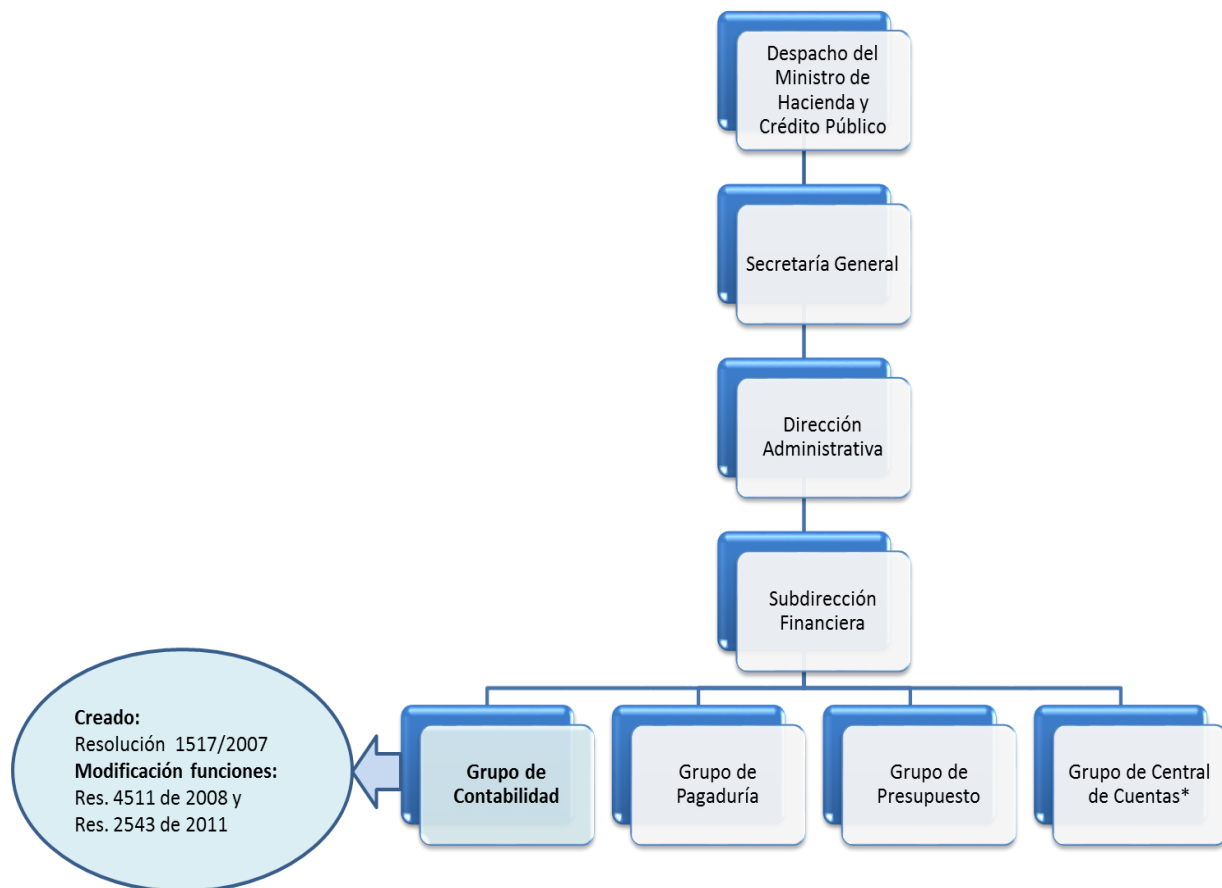 Despacho del
Ministro de
Hacienda y
Crédito Público
Secretaría General
Dirección
Administrativa
Subdirección
Financiera
Creado:
Resolución 1517/2007
Modificación funciones:
Res. 4511 de 2008 y
Res. 2543 de 2011
Grupo de
Contabilidad
Grupo de
Pagaduría
Grupo de
Presupuesto
Grupo de Central
de Cuentas*